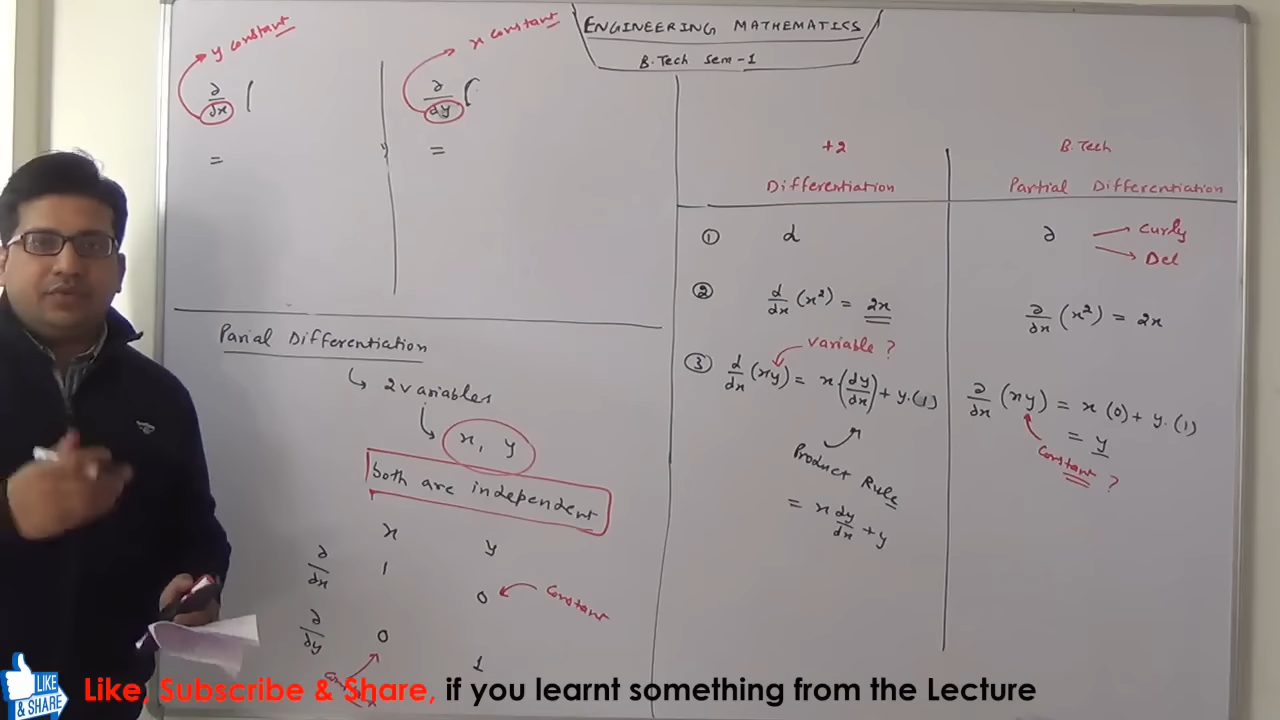 ENGINEERING MATHEMATICS
B.Tech Sem-1
y constant
∂/∂x (
=
x constant
∂/∂y (
=
Parial Differentiation
2 variables
x, y
both are independent
x y
∂/∂x 1 0 constant
∂/∂y 0 1
+2 B.Tech
Differentiation Partial Differentiation
① d ∂ Curly
Del
② d/dx (x²) = 2x ∂/∂x (x²) = 2x
variable ?
③ d/dx (xy) = x(dy/dx) + y.(1) ∂/∂x (xy) = x(0) + y.(1)
= y
Constant ?
Product Rule
= x dy/dx + y
LIKE & SHARE
Like, Subscribe & Share, if you learnt something from the Lecture